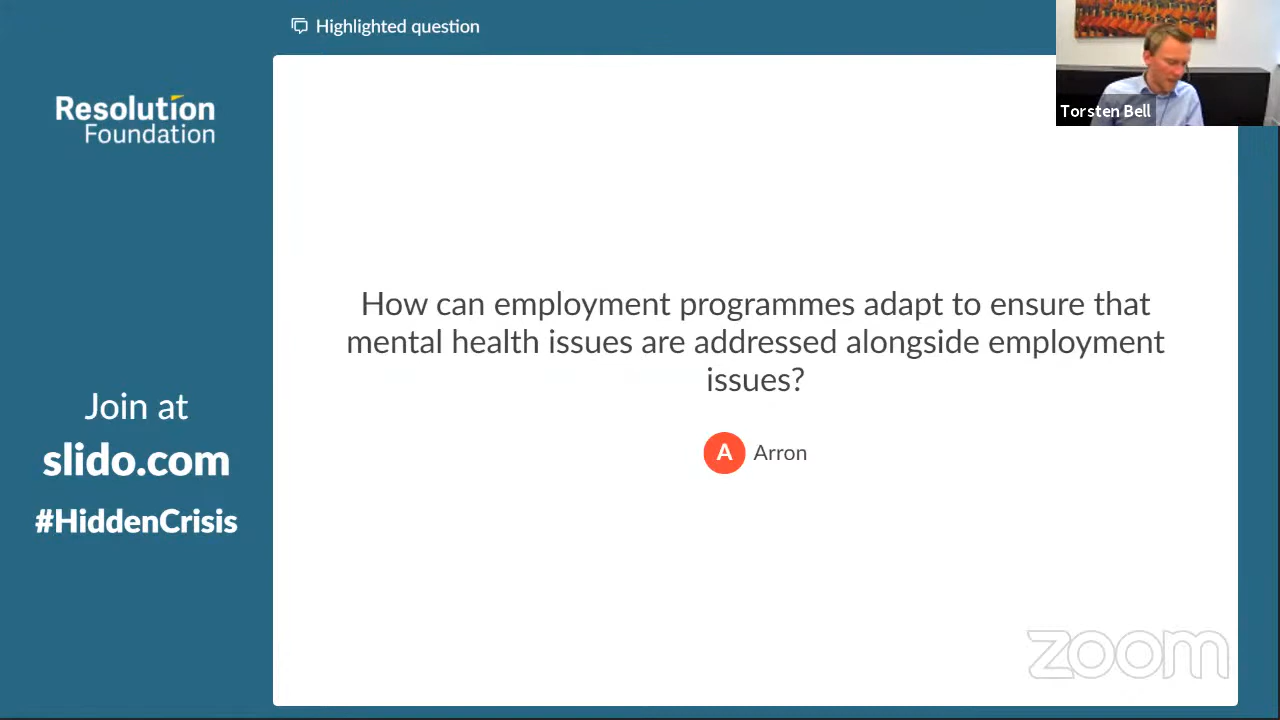 Highlighted question
Torsten Bell
Resolution
Foundation
How can employment programmes adapt to ensure that
mental health issues are addressed alongside employment
issues?
A Arron
Join at
slido.com
#HiddenCrisis
zoom